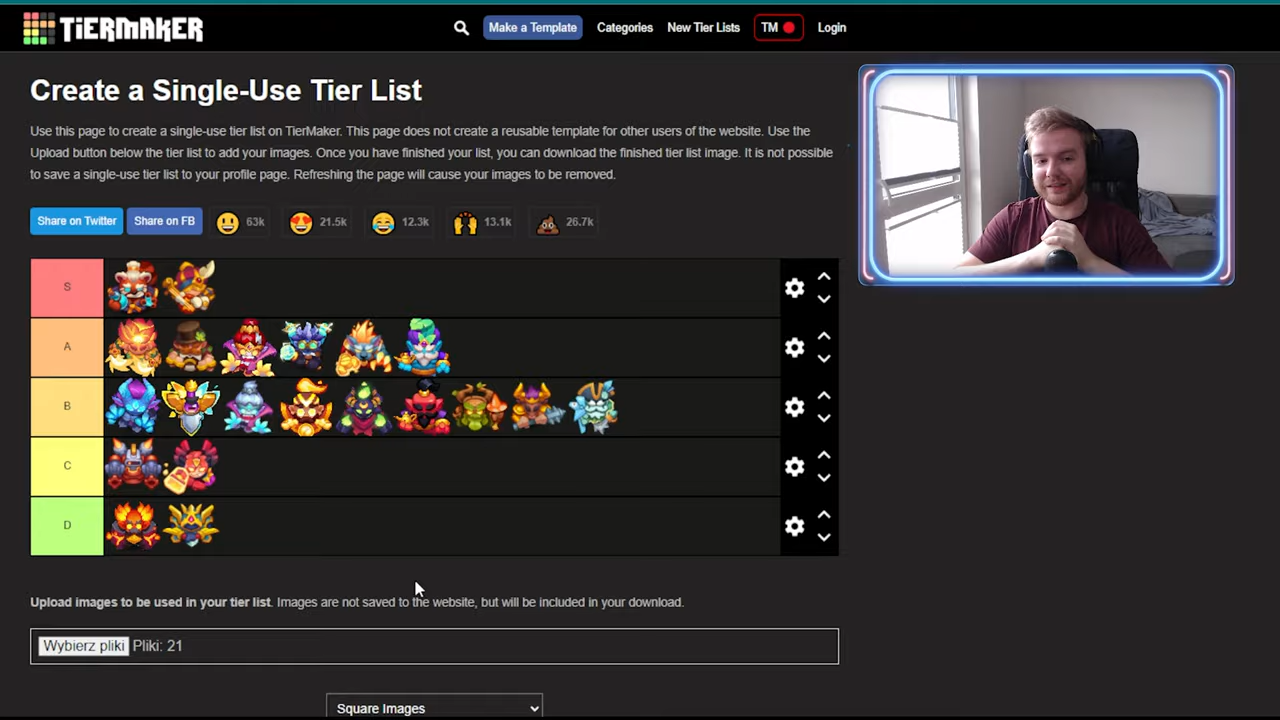 TiERMAKER
Make a Template
Categories
New Tier Lists
TM
Login
Create a Single-Use Tier List
Use this page to create a single-use tier list on TierMaker. This page does not create a reusable template for other users of the website. Use the
Upload button below the tier list to add your images. Once you have finished your list, you can download the finished tier list image. It is not possible
to save a single-use tier list to your profile page. Refreshing the page will cause your images to be removed.
Share on Twitter
Share on FB
63k
21.5k
12.3k
13.1k
26.7k
S
A
B
C
D
Upload images to be used in your tier list. Images are not saved to the website, but will be included in your download.
Wybierz pliki Pliki: 21
Square Images